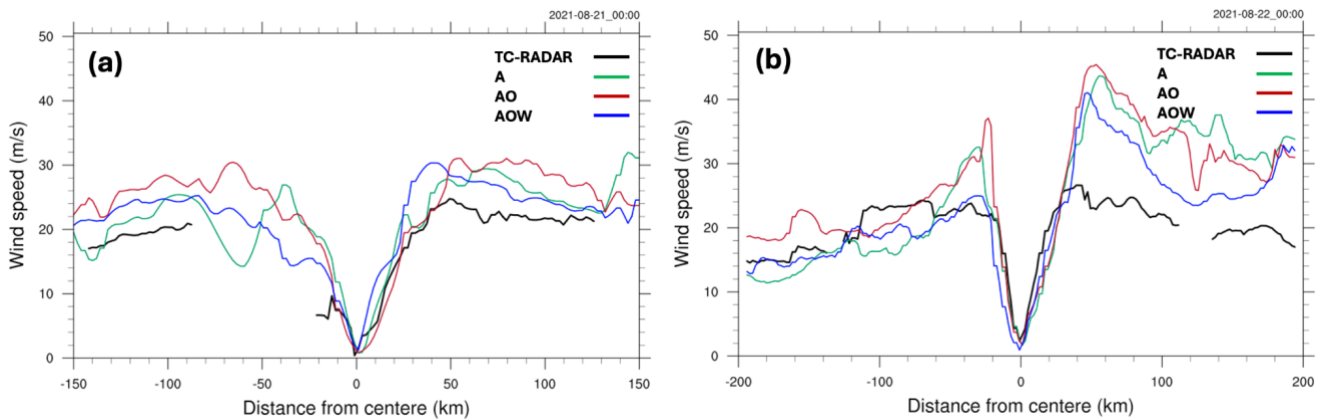 2021-08-21_00:00
(a)
TC-RADAR
A
AO
AOW
50
40
30
20
10
0
-150
-100
-50
0
50
100
150
Wind speed (m/s)
Distance from centere (km)
2021-08-22_00:00
(b)
TC-RADAR
A
AO
AOW
50
40
30
20
10
0
-200
-100
0
100
200
Wind speed (m/s)
Distance from centere (km)